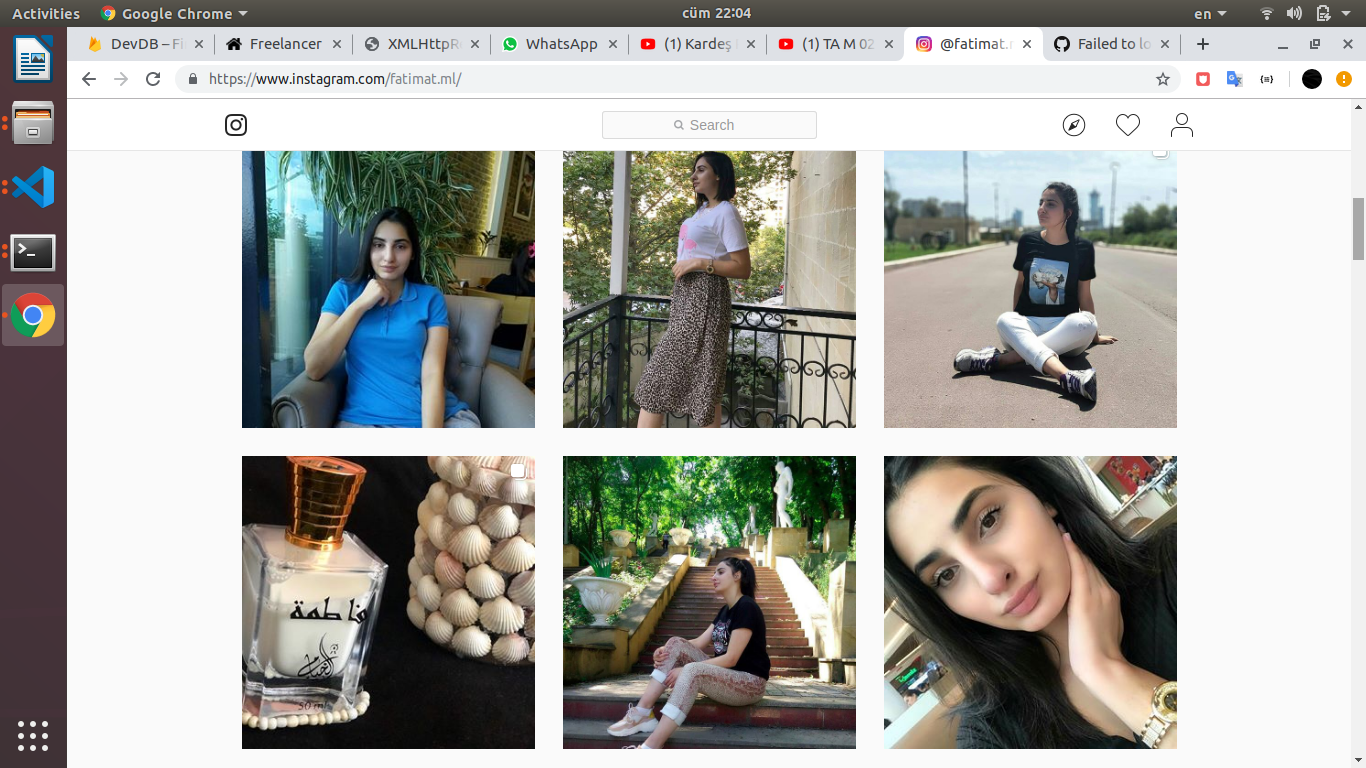 Activities
Google Chrome
cüm 22:04
en
DevDB – Fi
Freelancer
XMLHttpRe
WhatsApp
(1) Kardeş
(1) TA M 02
@fatimat.
Failed to lo
https://www.instagram.com/fatimat.ml/
Search
فاطمة
50 ml